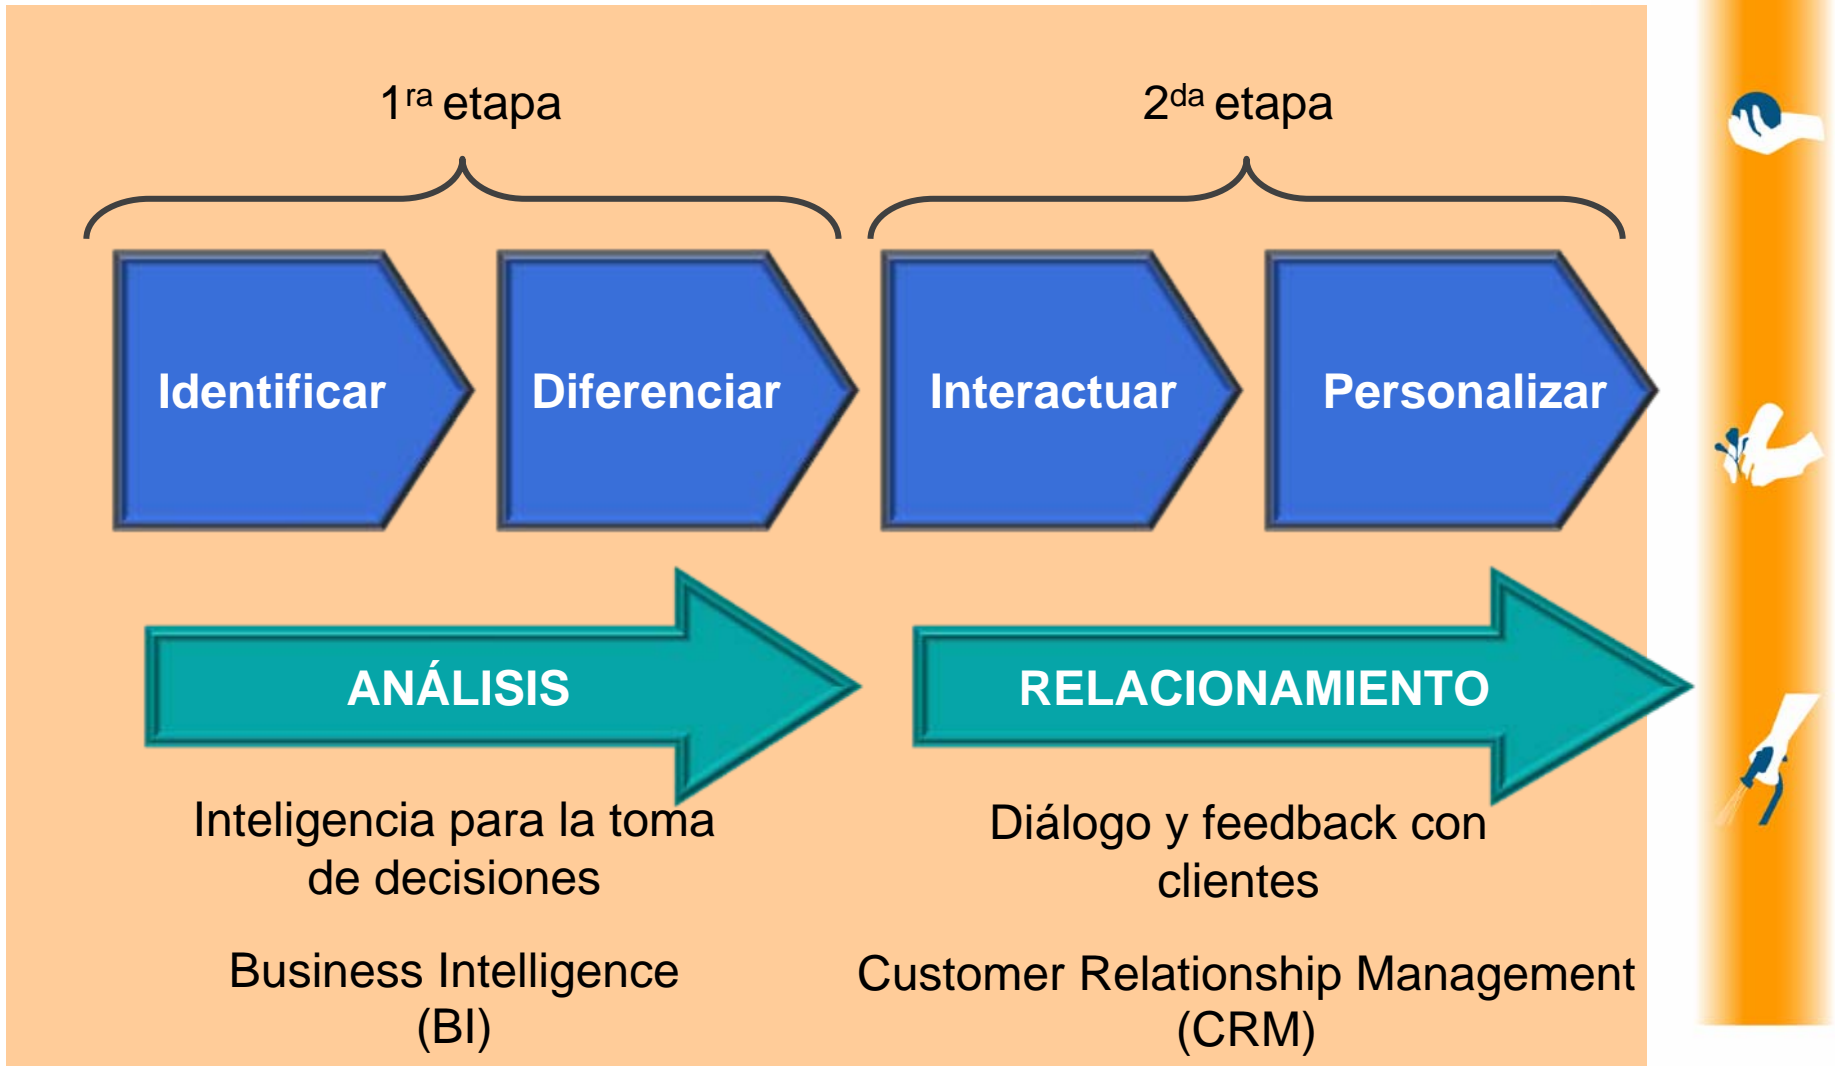 1ra etapa
2da etapa
Identificar
Diferenciar
Interactuar
Personalizar
ANÁLISIS
RELACIONAMIENTO
Inteligencia para la toma
de decisiones
Diálogo y feedback con
clientes
Business Intelligence
(BI)
Customer Relationship Management
(CRM)